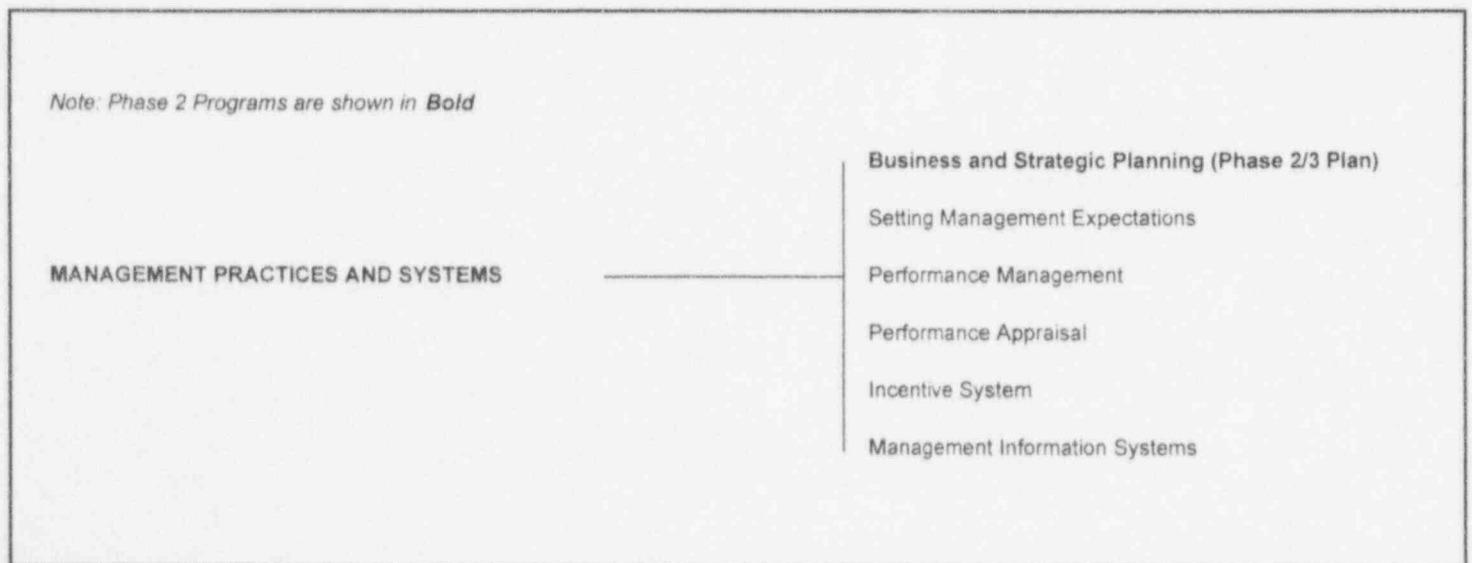 Note: Phase 2 Programs are shown in Bold
Business and Strategic Planning (Phase 2/3 Plan)
Setting Management Expectations
MANAGEMENT PRACTICES AND SYSTEMS
Performance Management
Performance Appraisal
Incentive System
Management Information Systems